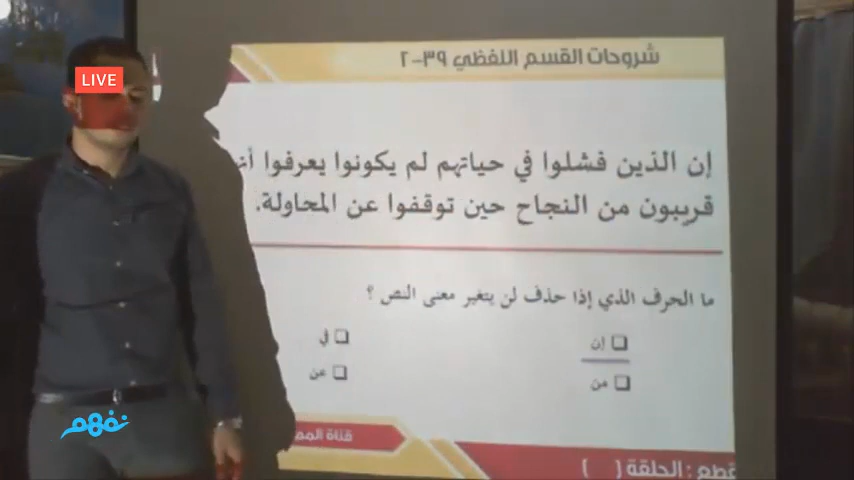 LIVE
شروحات القسم اللفظي ٣٩-٢
إن الذين فشلوا في حياتهم لم يكونوا يعرفوا
قريبون من النجاح حين توقفوا عن المحاولة.
ما الحرف الذي إذا حذف لن يتغير معنى النص ؟
إن
في
من
عن
قناة
قطع : الحلقة ( )
نفهم